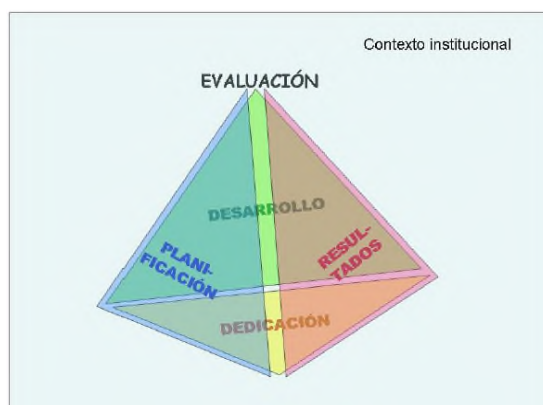 Contexto institucional
EVALUACIÓN
DESARROLLO
PLANI-
FICACIÓN
RESUL-
TADOS
DEDICACIÓN